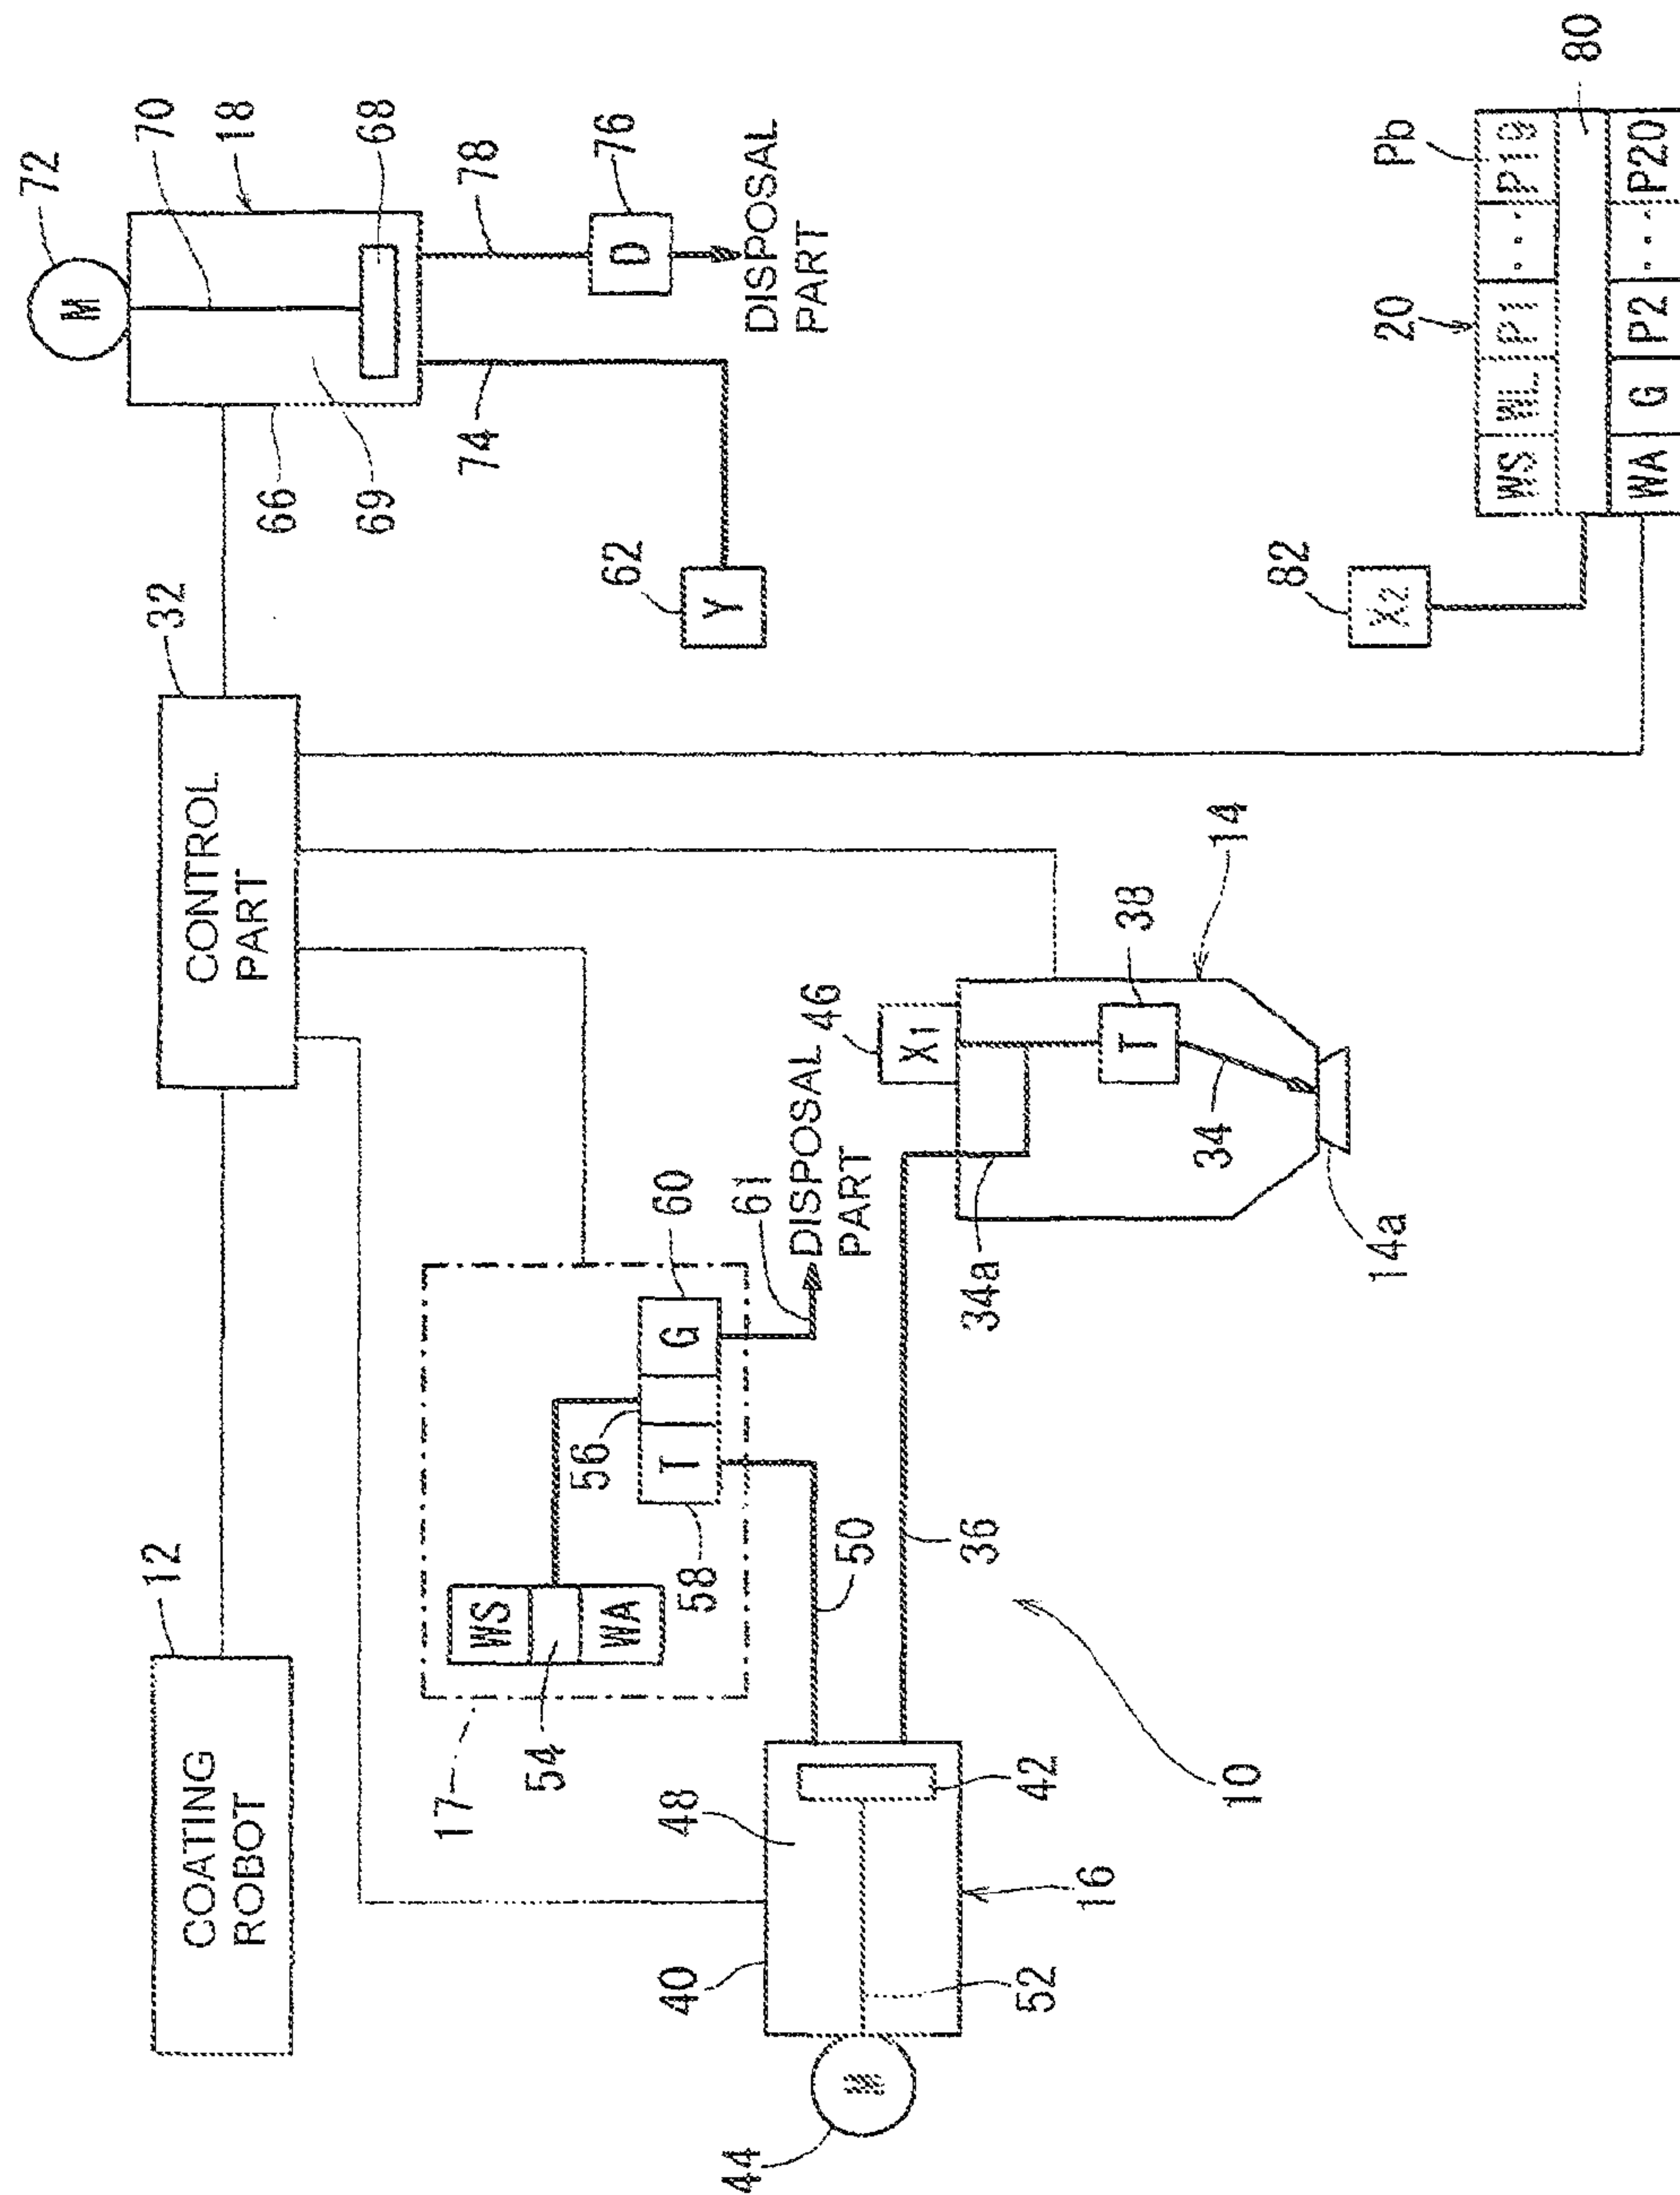 COATING
ROBOT
12
CONTROL
PART
32
72
M
70
18
68
66
69
74
78
76
D
DISPOSAL
PART
62
Y
17
WS
54
WA
56
58
T
G
60
61
DISPOSAL
PART
50
36
40
48
42
44
52
16
10
46
X1
34a
38
T
34
14
14a
82
X2
20
Pb
WS
WL
P1
...
P19
80
WA
G
P2
...
P20